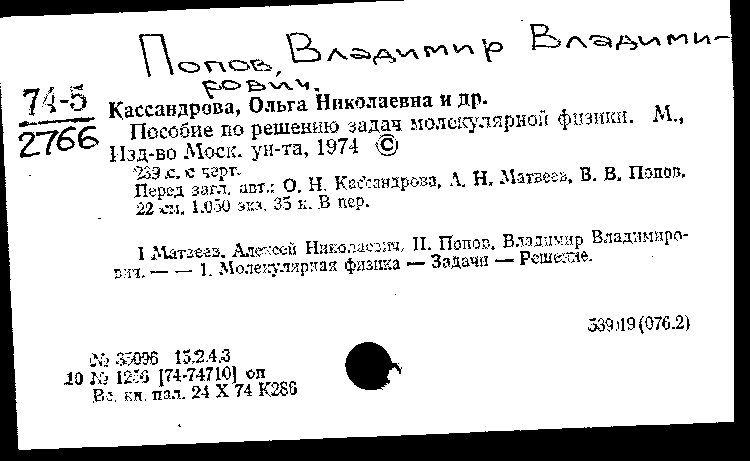 Попов, Владимир Владими-
рович.
74-5
2766
Кассандрова, Ольга Николаевна и др.
Пособие по решению задач молекулярной физики. М.,
Изд-во Моск. ун-та, 1974 ©
239 с. с черт.
Перед загл. авт.: О. Н. Кассандрова, А. Н. Матвеев, В. В. Попов.
22 см. 1.050 экз. 35 к. В пер.
I Матвеев, Алексей Николаевич. II. Попов, Владимир Владимиро-
вич. — — 1. Молекулярная физика — Задачи — Решение.
539.19 (076.2)
№ 35096 15.2.4.3
10 № 1256 [74-74710] оп
Вс. кн. пал. 24 X 74 К286